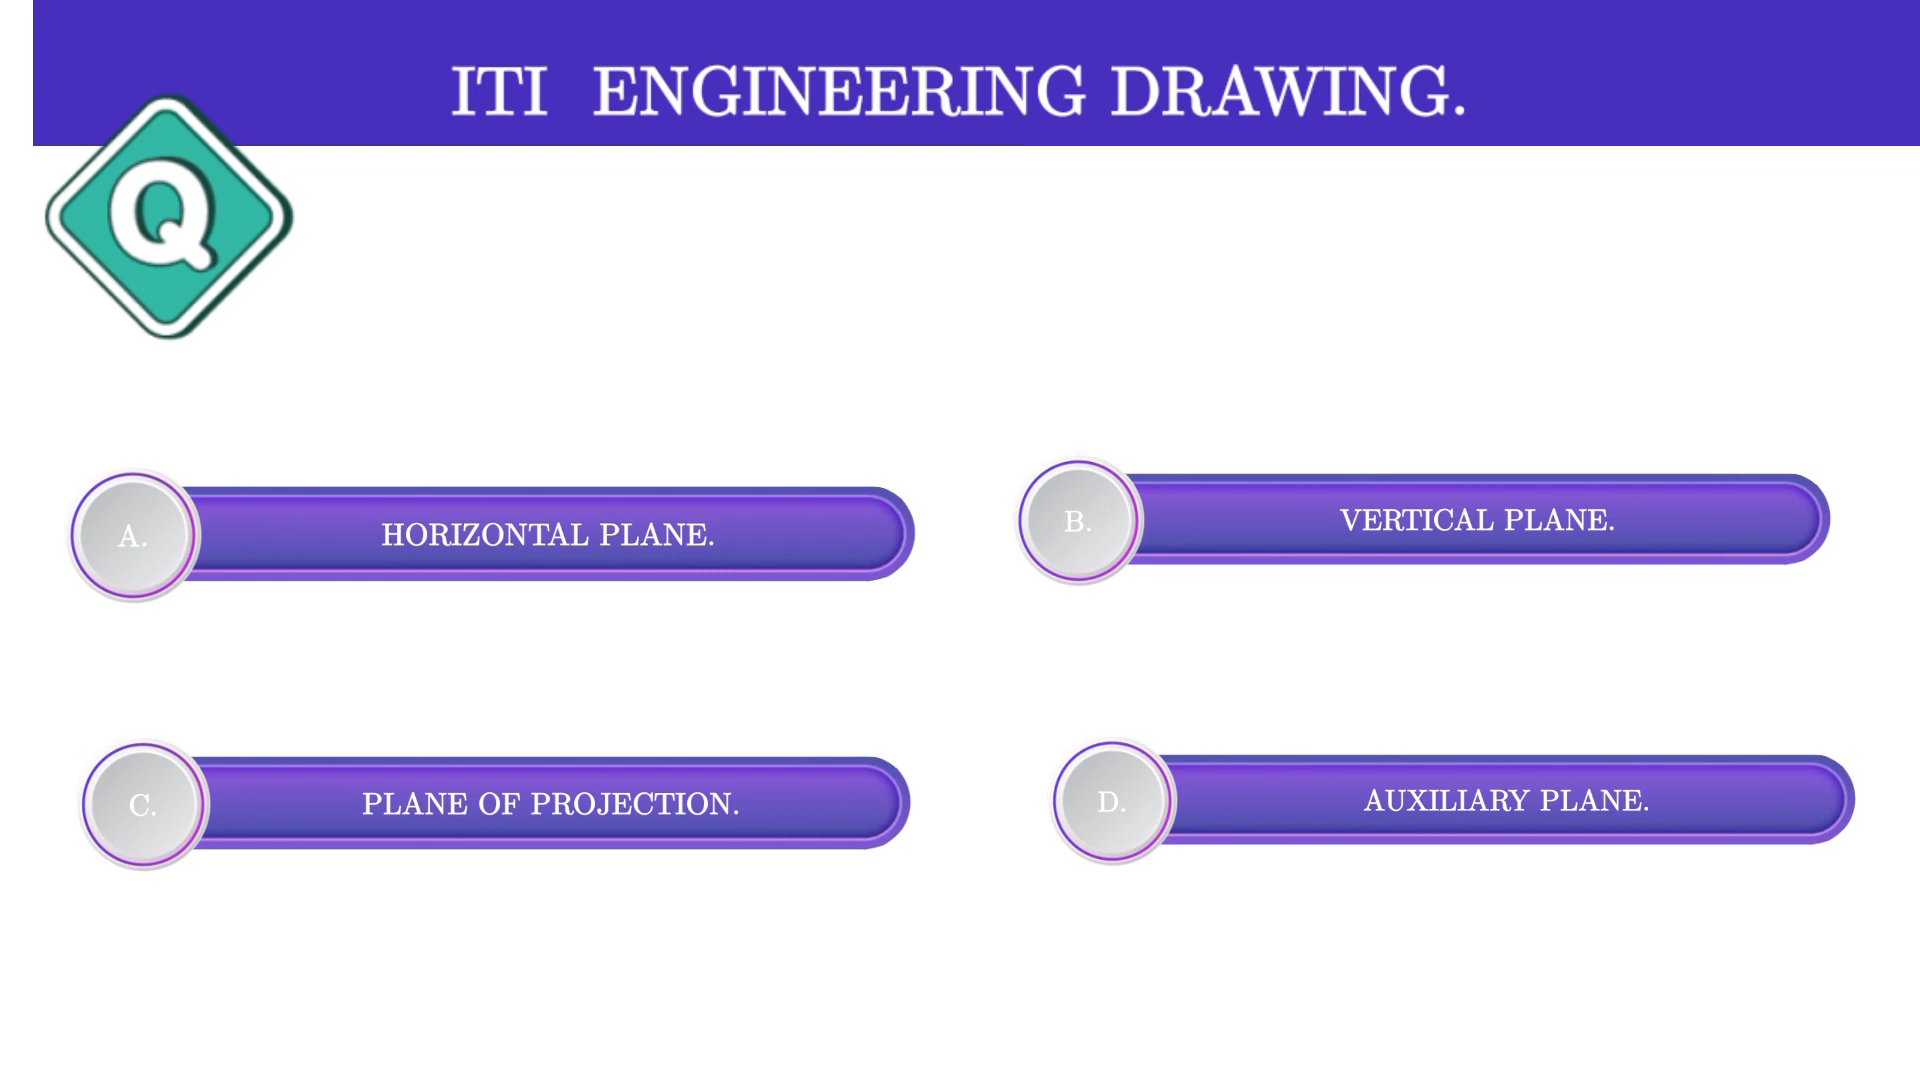 ITI ENGINEERING DRAWING.
Q
A. HORIZONTAL PLANE.
B. VERTICAL PLANE.
C. PLANE OF PROJECTION.
D. AUXILIARY PLANE.